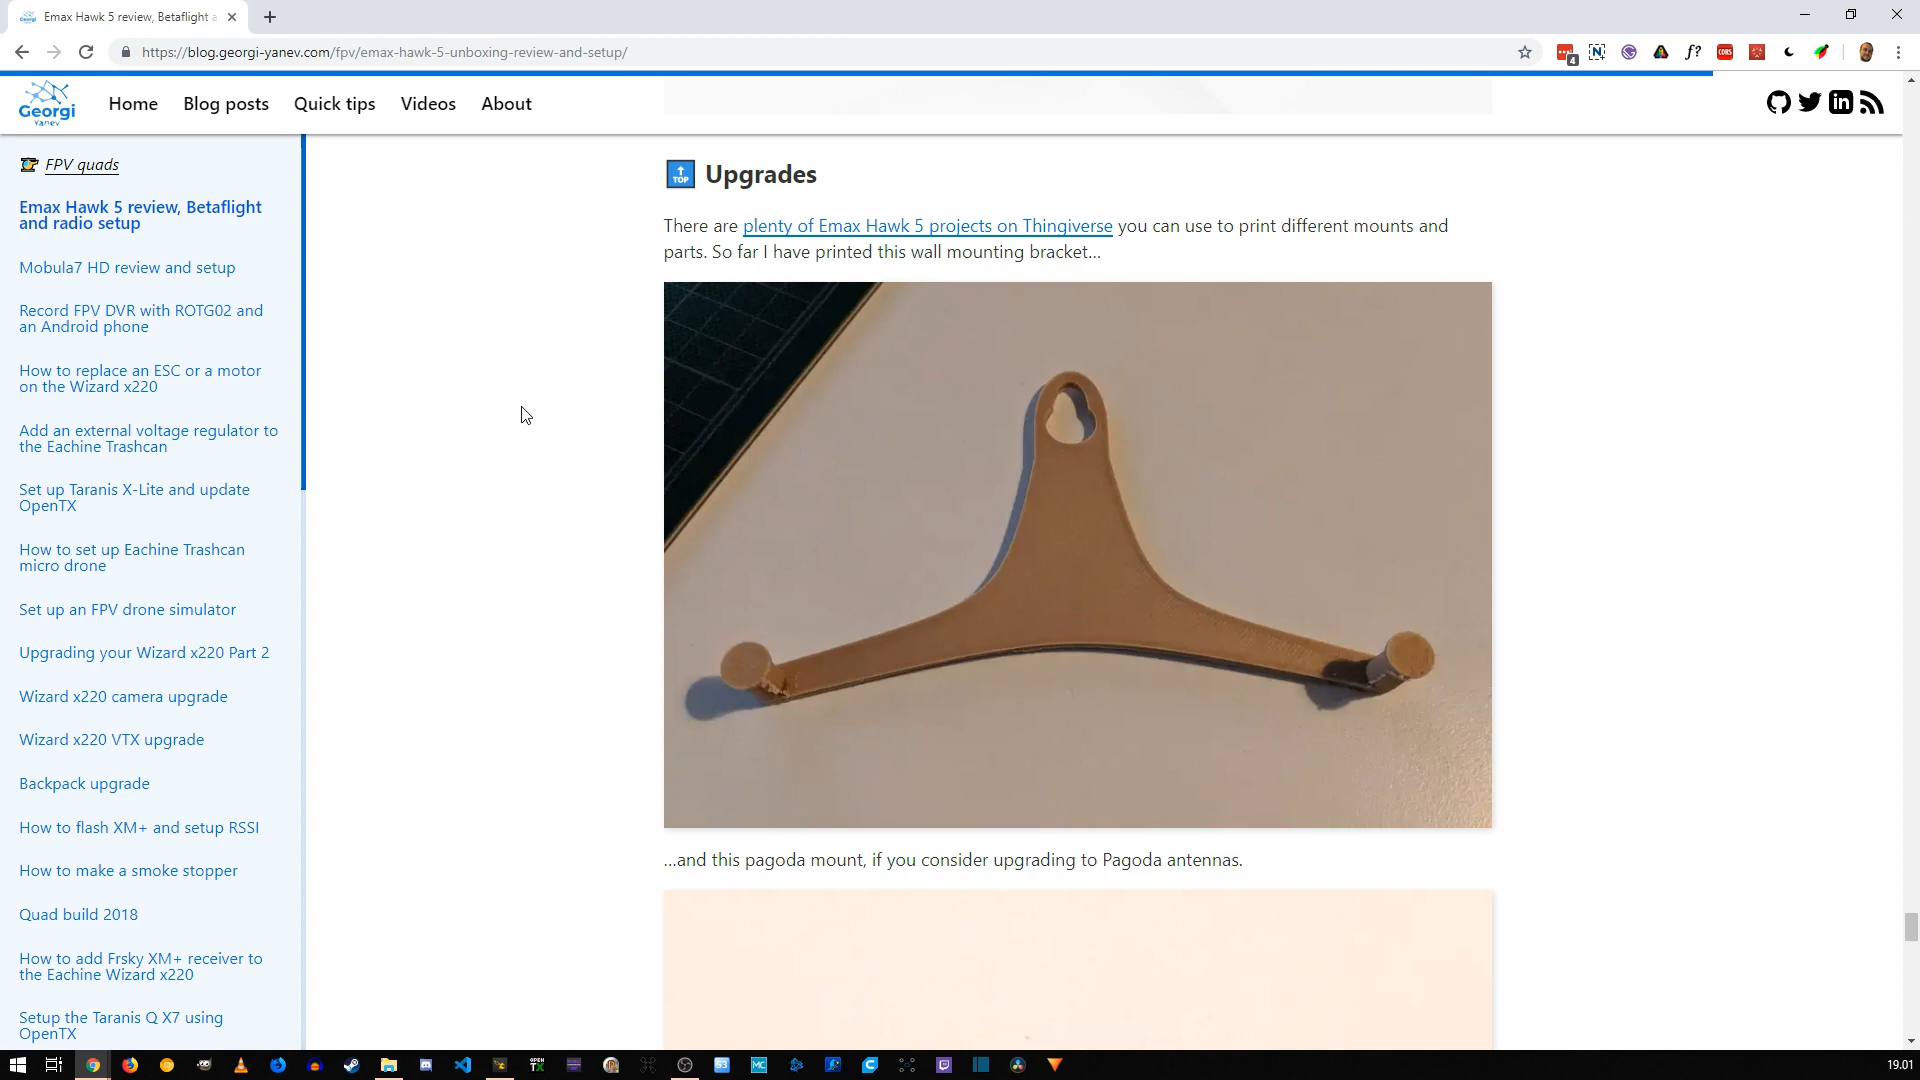 Emax Hawk 5 review, Betaflight a
https://blog.georgi-yanev.com/fpv/emax-hawk-5-unboxing-review-and-setup/
4
N
f?
CORS
Georgi
Yanev
Home
Blog posts
Quick tips
Videos
About
in
FPV quads
Emax Hawk 5 review, Betaflight
and radio setup
Mobula7 HD review and setup
Record FPV DVR with ROTG02 and
an Android phone
How to replace an ESC or a motor
on the Wizard x220
Add an external voltage regulator to
the Eachine Trashcan
Set up Taranis X-Lite and update
OpenTX
How to set up Eachine Trashcan
micro drone
Set up an FPV drone simulator
Upgrading your Wizard x220 Part 2
Wizard x220 camera upgrade
Wizard x220 VTX upgrade
Backpack upgrade
How to flash XM+ and setup RSSI
How to make a smoke stopper
Quad build 2018
How to add Frsky XM+ receiver to
the Eachine Wizard x220
Setup the Taranis Q X7 using
OpenTX
TOP
Upgrades
There are plenty of Emax Hawk 5 projects on Thingiverse you can use to print different mounts and
parts. So far I have printed this wall mounting bracket...
...and this pagoda mount, if you consider upgrading to Pagoda antennas.
OPEN
TX
S3
MC
19.01